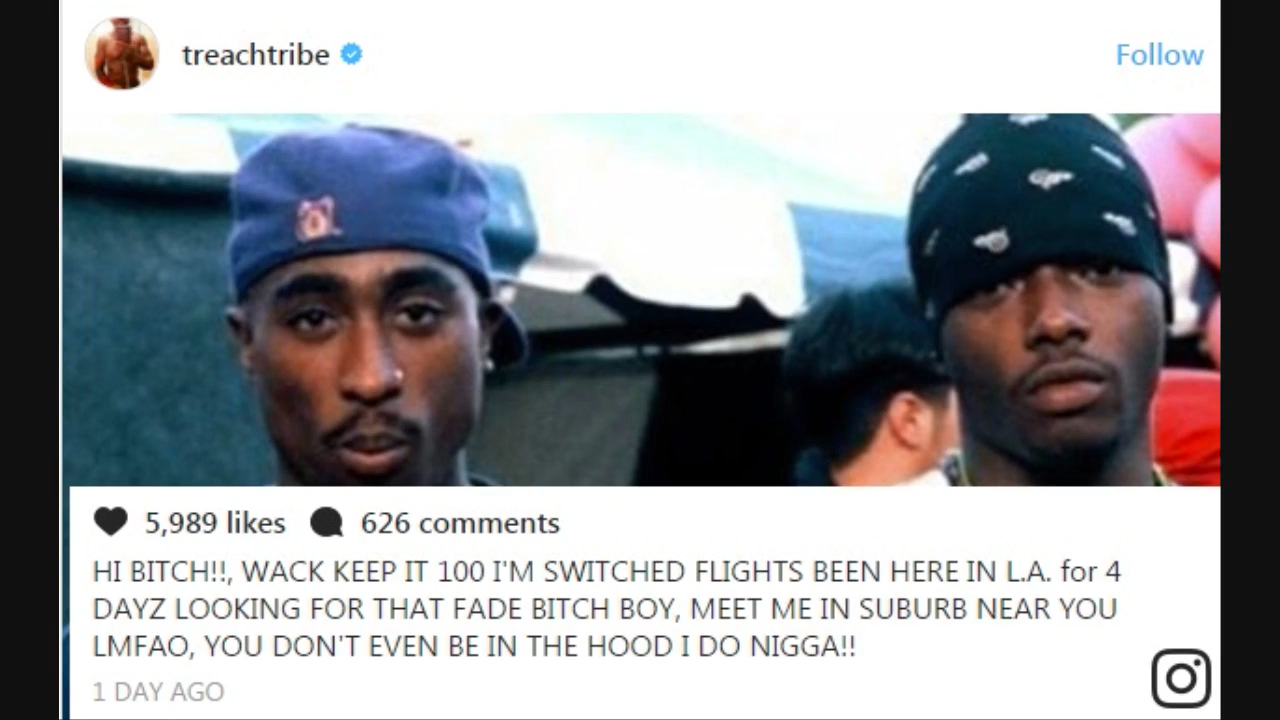 treachtribe
Follow
5,989 likes 626 comments
HI BITCH!!, WACK KEEP IT 100 I'M SWITCHED FLIGHTS BEEN HERE IN L.A. for 4
DAYZ LOOKING FOR THAT FADE BITCH BOY, MEET ME IN SUBURB NEAR YOU
LMFAO, YOU DON'T EVEN BE IN THE HOOD I DO NIGGA!!
1 DAY AGO